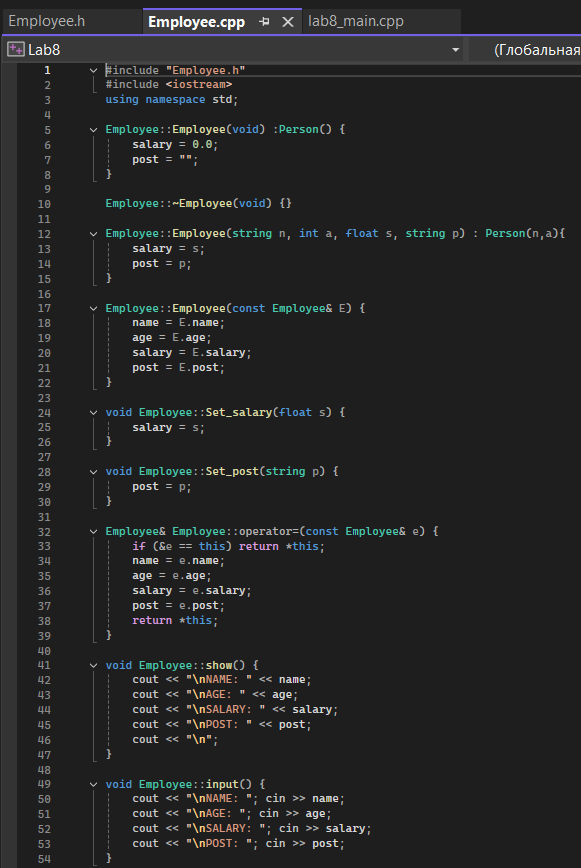 Employee.h Employee.cpp lab8_main.cpp
Lab8 (Глобальная
1 #include "Employee.h"
2 #include <iostream>
3 using namespace std;
4
5 Employee::Employee(void) :Person() {
6 salary = 0.0;
7 post = "";
8 }
9
10 Employee::~Employee(void) {}
11
12 Employee::Employee(string n, int a, float s, string p) : Person(n,a){
13 salary = s;
14 post = p;
15 }
16
17 Employee::Employee(const Employee& E) {
18 name = E.name;
19 age = E.age;
20 salary = E.salary;
21 post = E.post;
22 }
23
24 void Employee::Set_salary(float s) {
25 salary = s;
26 }
27
28 void Employee::Set_post(string p) {
29 post = p;
30 }
31
32 Employee& Employee::operator=(const Employee& e) {
33 if (&e == this) return *this;
34 name = e.name;
35 age = e.age;
36 salary = e.salary;
37 post = e.post;
38 return *this;
39 }
40
41 void Employee::show() {
42 cout << "\nNAME: " << name;
43 cout << "\nAGE: " << age;
44 cout << "\nSALARY: " << salary;
45 cout << "\nPOST: " << post;
46 cout << "\n";
47 }
48
49 void Employee::input() {
50 cout << "\nNAME: "; cin >> name;
51 cout << "\nAGE: "; cin >> age;
52 cout << "\nSALARY: "; cin >> salary;
53 cout << "\nPOST: "; cin >> post;
54 }